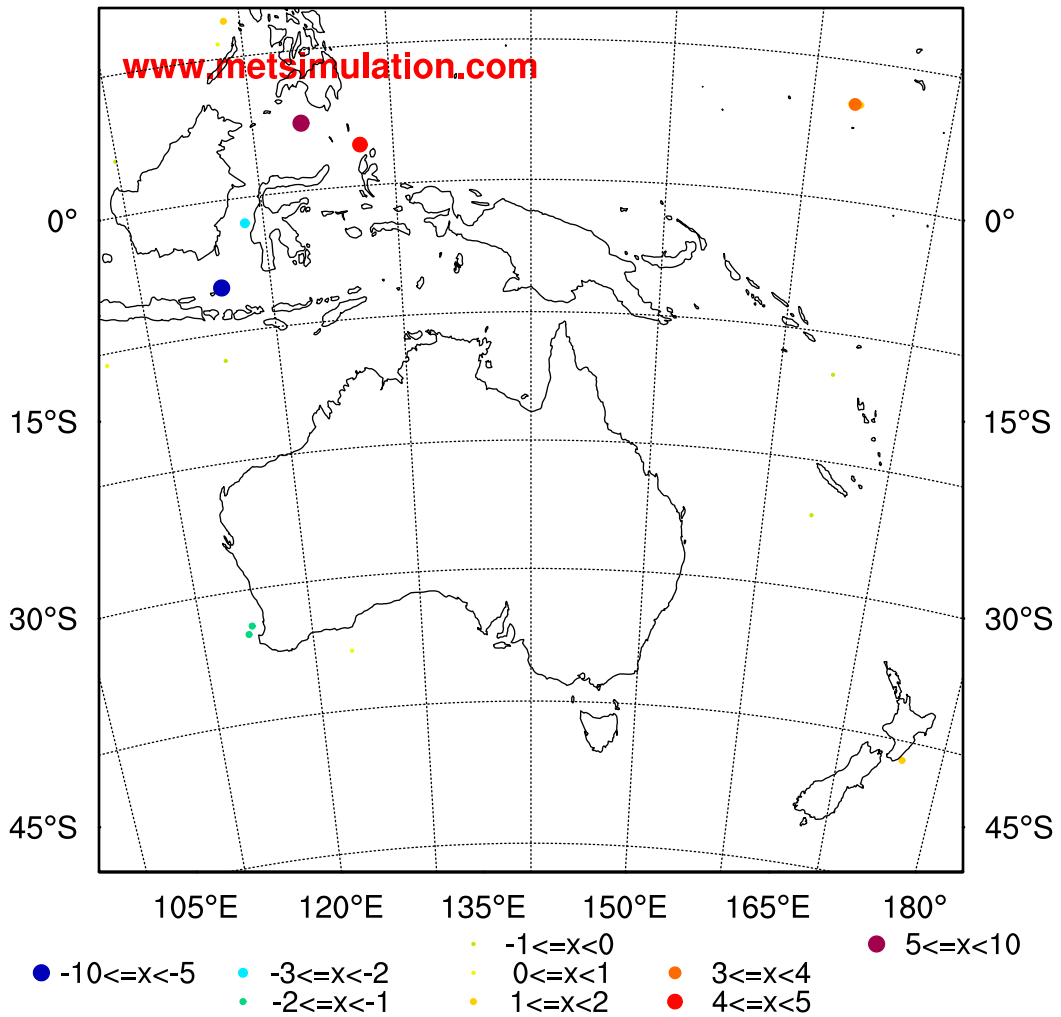 www.metsimulation.com
0° 0°
15°S 15°S
30°S 30°S
45°S 45°S
105°E 120°E 135°E 150°E 165°E 180°
-1<=x<0 5<=x<10
-10<=x<-5 -3<=x<-2 0<=x<1 3<=x<4
-2<=x<-1 1<=x<2 4<=x<5